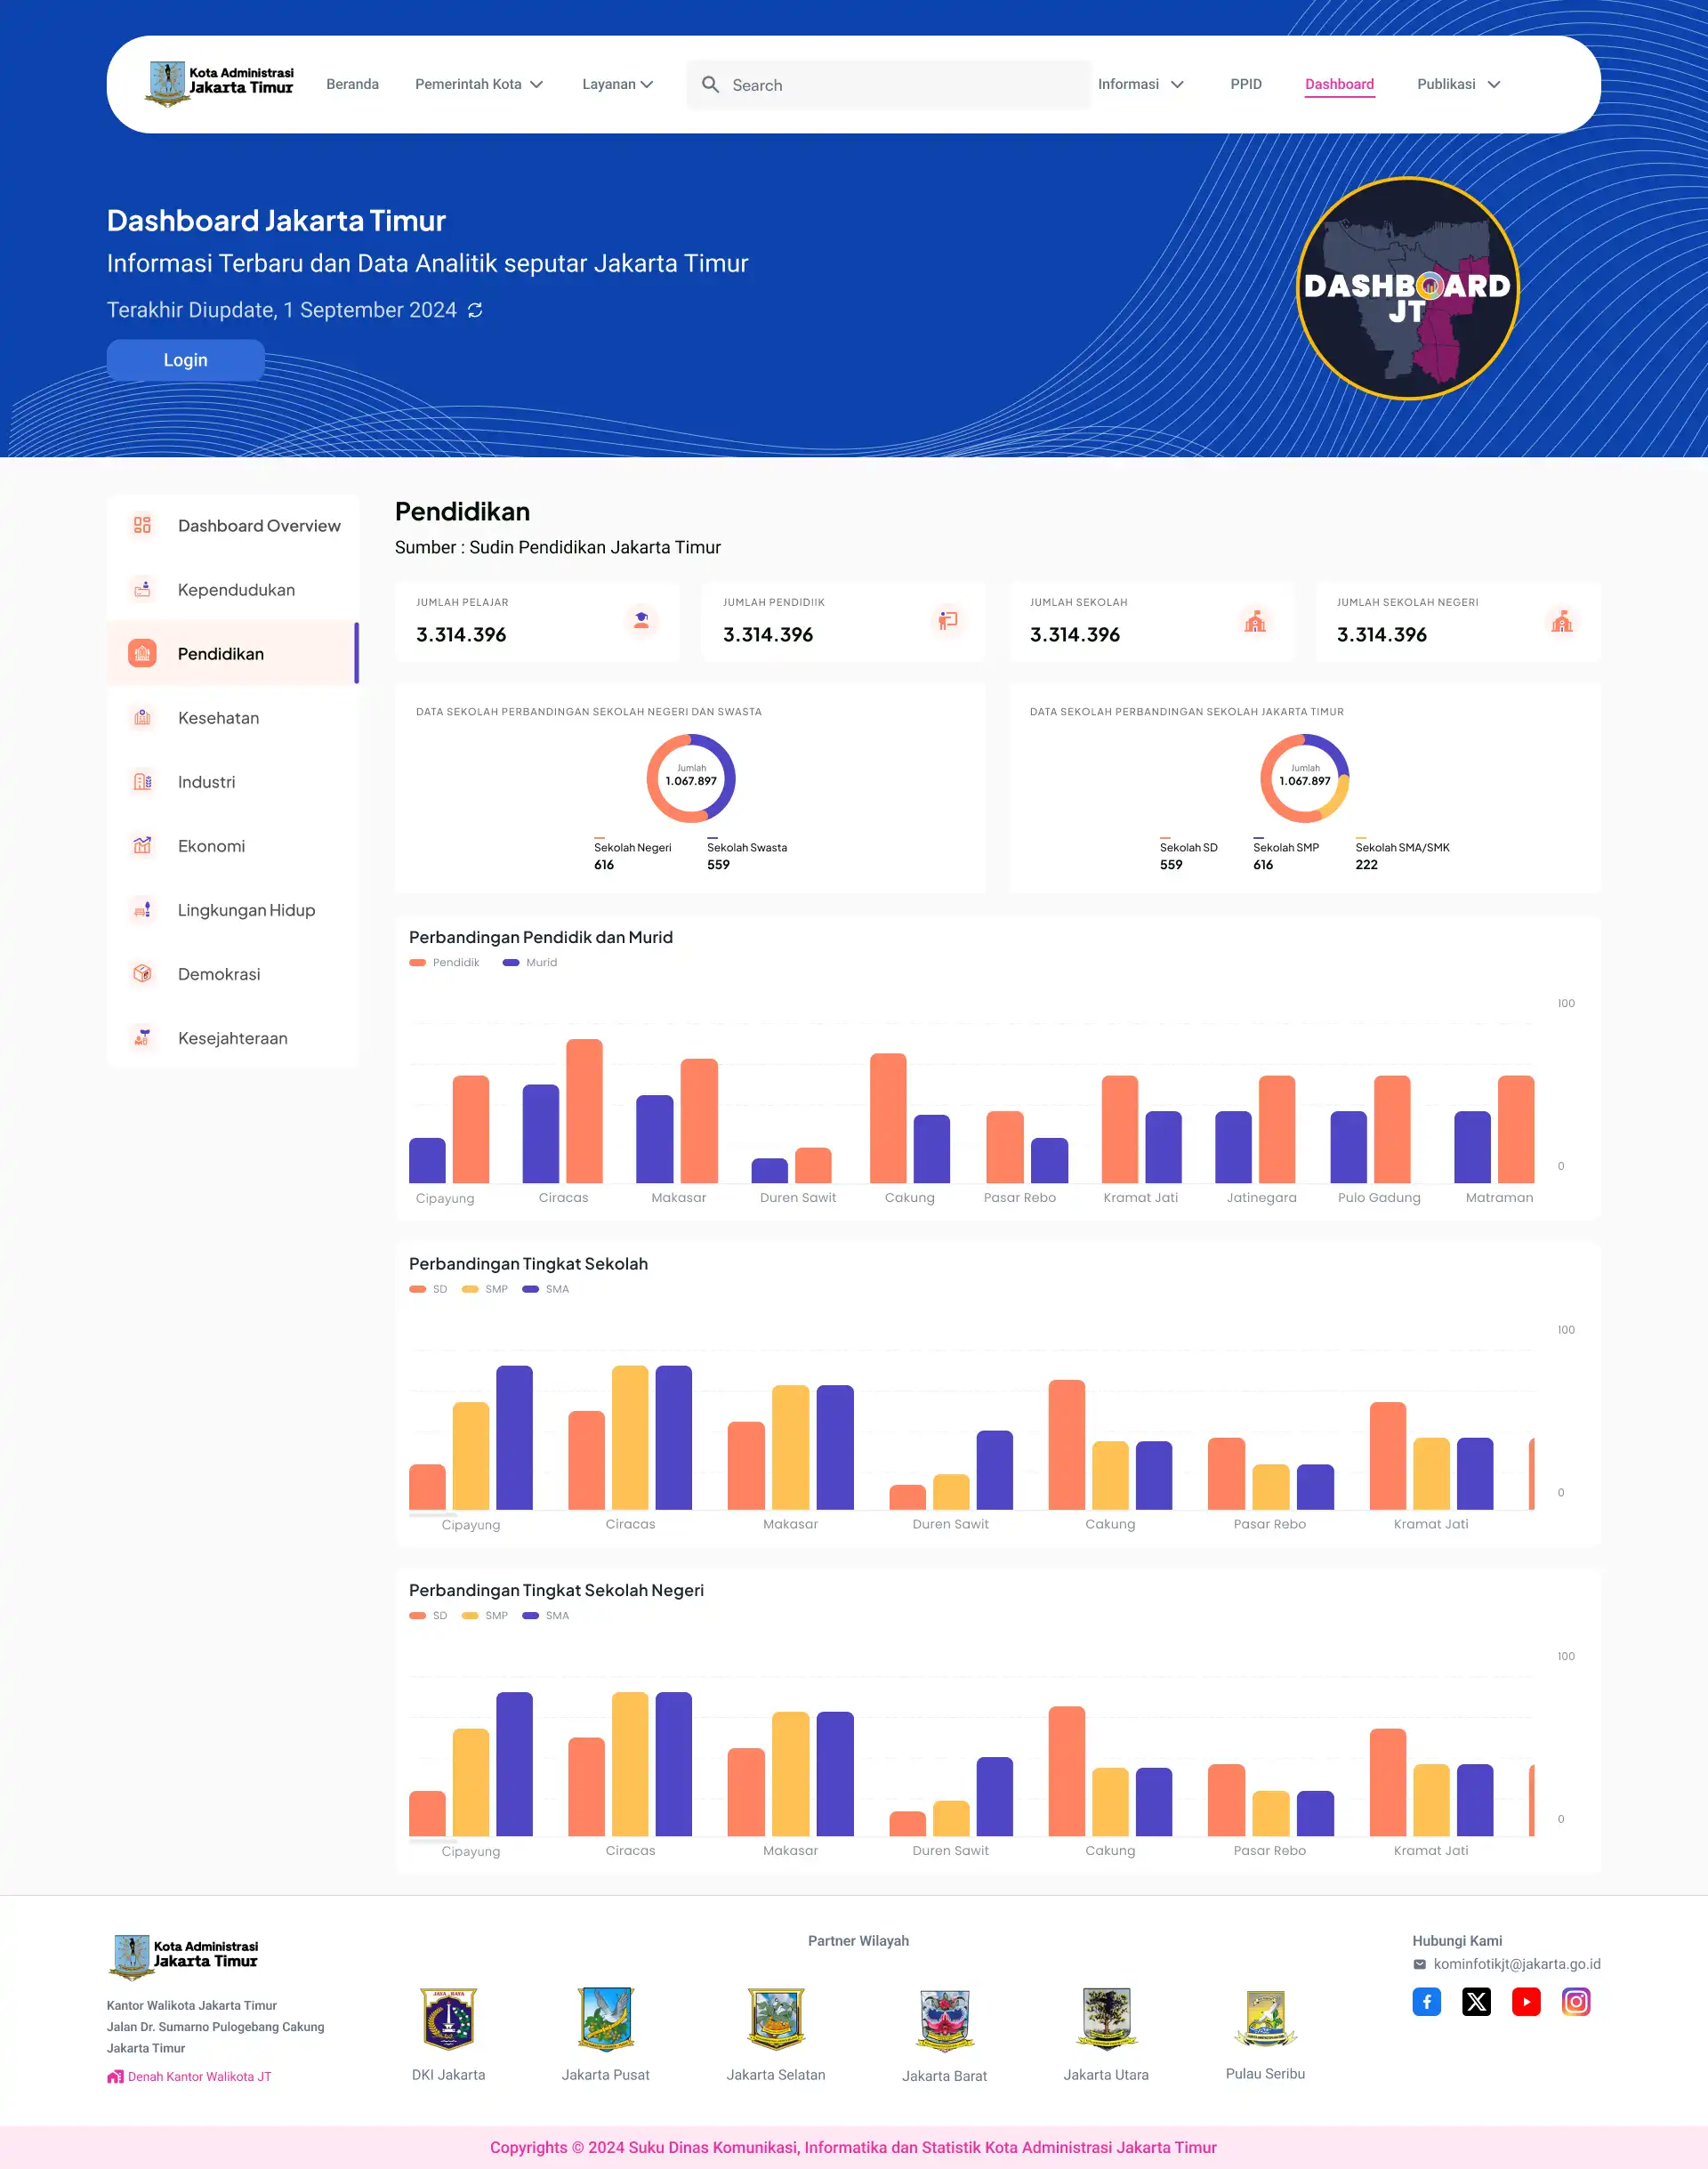 Kota Administrasi
Jakarta Timur
Beranda
Pemerintah Kota
Layanan
Search
Informasi
PPID
Dashboard
Publikasi
Dashboard Jakarta Timur
Informasi Terbaru dan Data Analitik seputar Jakarta Timur
Terakhir Diupdate, 1 September 2024
Login
DASHBOARD
JT
Dashboard Overview
Kependudukan
Pendidikan
Kesehatan
Industri
Ekonomi
Lingkungan Hidup
Demokrasi
Kesejahteraan
Pendidikan
Sumber : Sudin Pendidikan Jakarta Timur
JUMLAH PELAJAR
3.314.396
JUMLAH PENDIDIIK
3.314.396
JUMLAH SEKOLAH
3.314.396
JUMLAH SEKOLAH NEGERI
3.314.396
DATA SEKOLAH PERBANDINGAN SEKOLAH NEGERI DAN SWASTA
Jumlah
1.067.897
Sekolah Negeri
616
Sekolah Swasta
559
DATA SEKOLAH PERBANDINGAN SEKOLAH JAKARTA TIMUR
Jumlah
1.067.897
Sekolah SD
559
Sekolah SMP
616
Sekolah SMA/SMK
222
Perbandingan Pendidik dan Murid
Pendidik Murid
100
0
Cipayung Ciracas Makasar Duren Sawit Cakung Pasar Rebo Kramat Jati Jatinegara Pulo Gadung Matraman
Perbandingan Tingkat Sekolah
SD SMP SMA
100
0
Cipayung Ciracas Makasar Duren Sawit Cakung Pasar Rebo Kramat Jati
Perbandingan Tingkat Sekolah Negeri
SD SMP SMA
100
0
Cipayung Ciracas Makasar Duren Sawit Cakung Pasar Rebo Kramat Jati
Kota Administrasi
Jakarta Timur
Kantor Walikota Jakarta Timur
Jalan Dr. Sumarno Pulogebang Cakung
Jakarta Timur
Denah Kantor Walikota JT
Partner Wilayah
JAYA RAYA
DKI Jakarta
Jakarta Pusat
Jakarta Selatan
Jakarta Barat
Jakarta Utara
Pulau Seribu
Hubungi Kami
kominfotikjt@jakarta.go.id
Copyrights © 2024 Suku Dinas Komunikasi, Informatika dan Statistik Kota Administrasi Jakarta Timur